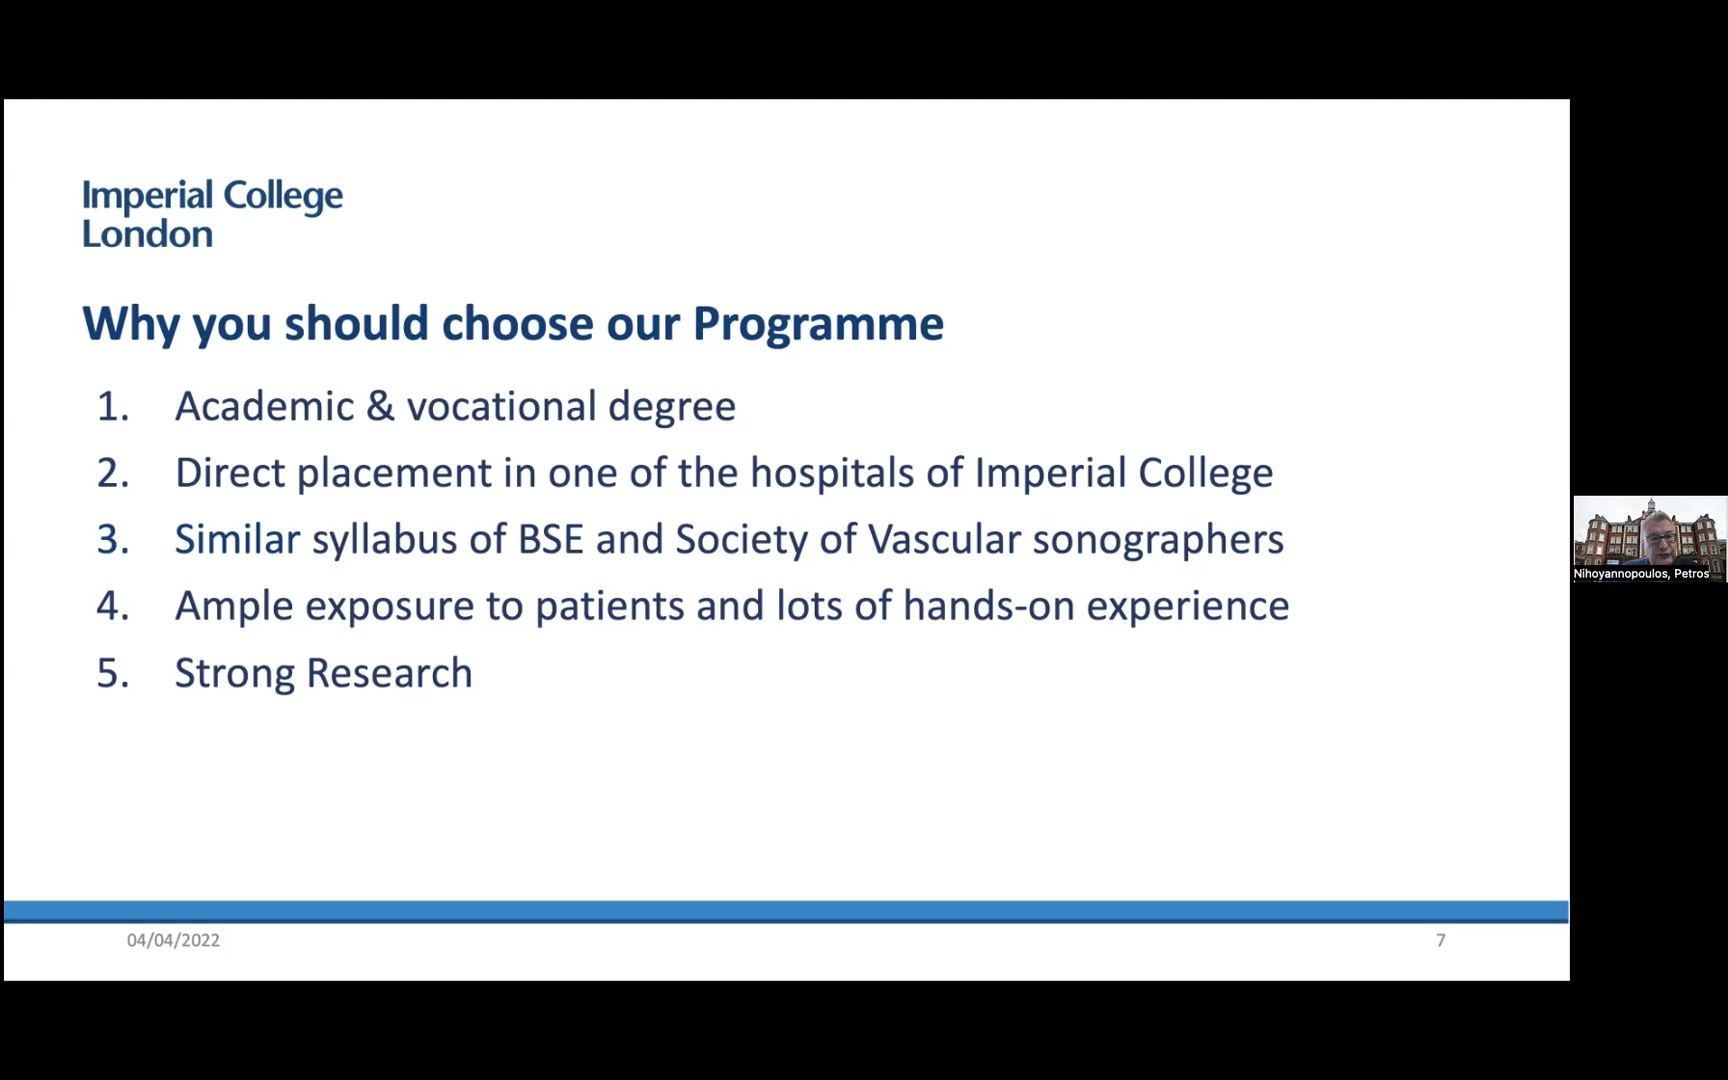 Imperial College
London
Why you should choose our Programme
1. Academic & vocational degree
2. Direct placement in one of the hospitals of Imperial College
3. Similar syllabus of BSE and Society of Vascular sonographers
4. Ample exposure to patients and lots of hands-on experience
5. Strong Research
Nihoyannopoulos, Petros
04/04/2022
7